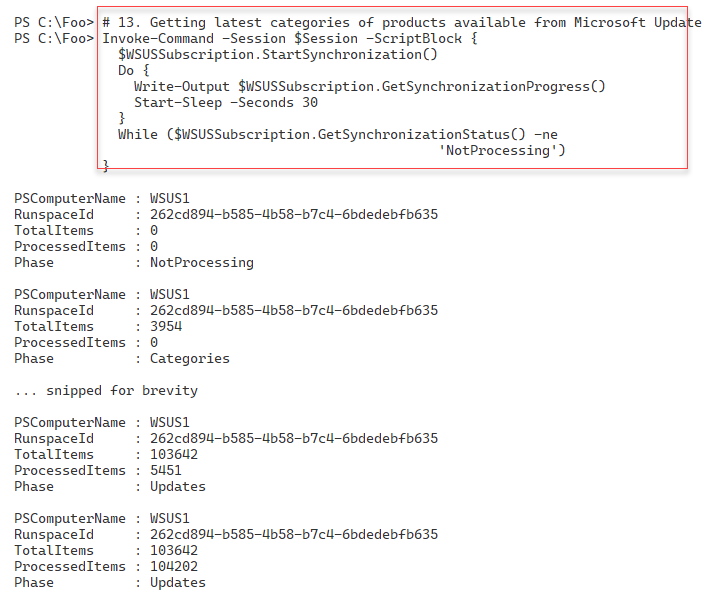 PS C:\Foo> # 13. Getting latest categories of products available from Microsoft Update
PS C:\Foo> Invoke-Command -Session $Session -ScriptBlock {
$WSUSSubscription.StartSynchronization()
Do {
Write-Output $WSUSSubscription.GetSynchronizationProgress()
Start-Sleep -Seconds 30
}
While ($WSUSSubscription.GetSynchronizationStatus() -ne
'NotProcessing')
}
PSComputerName : WSUS1
RunspaceId : 262cd894-b585-4b58-b7c4-6bdedebfb635
TotalItems : 0
ProcessedItems : 0
Phase : NotProcessing
PSComputerName : WSUS1
RunspaceId : 262cd894-b585-4b58-b7c4-6bdedebfb635
TotalItems : 3954
ProcessedItems : 0
Phase : Categories
... snipped for brevity
PSComputerName : WSUS1
RunspaceId : 262cd894-b585-4b58-b7c4-6bdedebfb635
TotalItems : 103642
ProcessedItems : 5451
Phase : Updates
PSComputerName : WSUS1
RunspaceId : 262cd894-b585-4b58-b7c4-6bdedebfb635
TotalItems : 103642
ProcessedItems : 104202
Phase : Updates